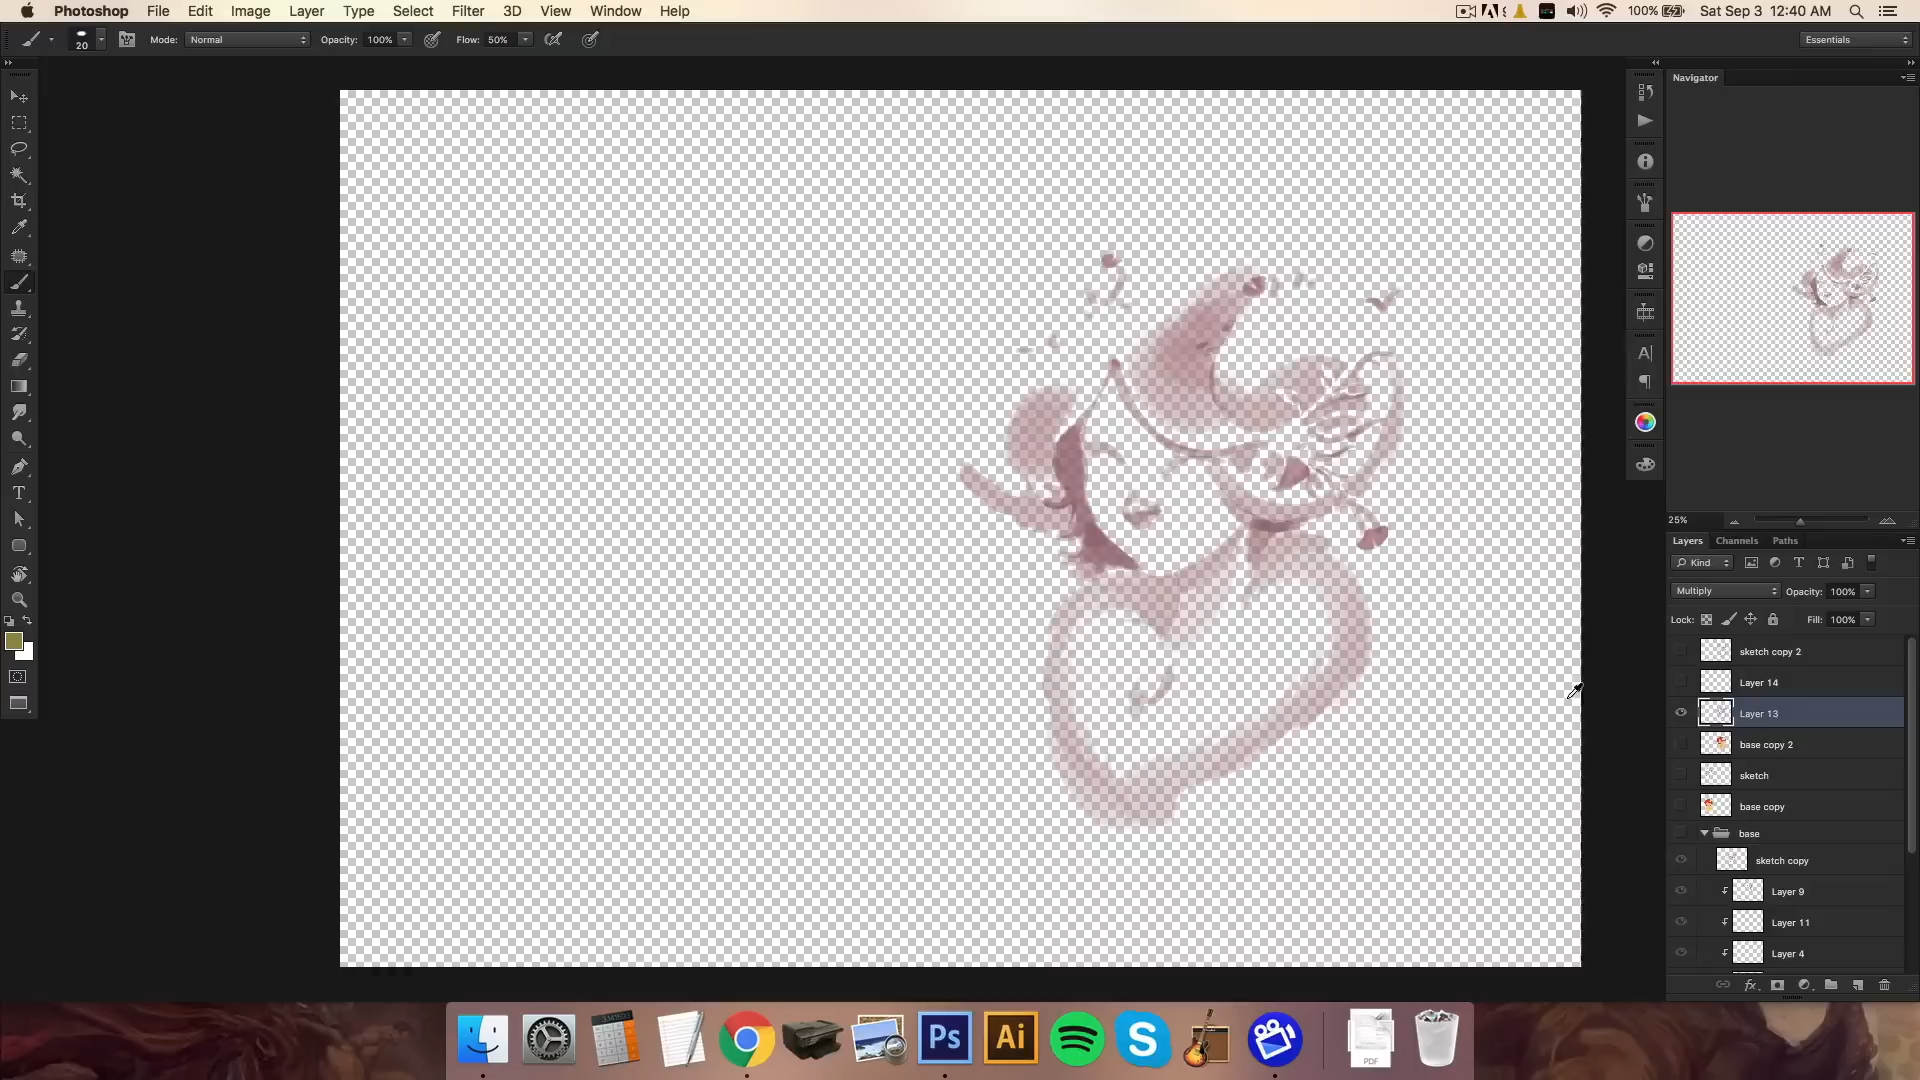 Photoshop File Edit Image Layer Type Select Filter 3D View Window Help 100% Sat Sep 3 12:40 AM
20 Mode: Normal Opacity: 100% Flow: 50% Essentials
Navigator
25%
Layers Channels Paths
Kind T
Multiply Opacity: 100%
Lock: Fill: 100%
sketch copy 2
Layer 14
Layer 13
base copy 2
sketch
base copy
base
sketch copy
Layer 9
Layer 11
Layer 4
fx
Ps Ai S
PDF